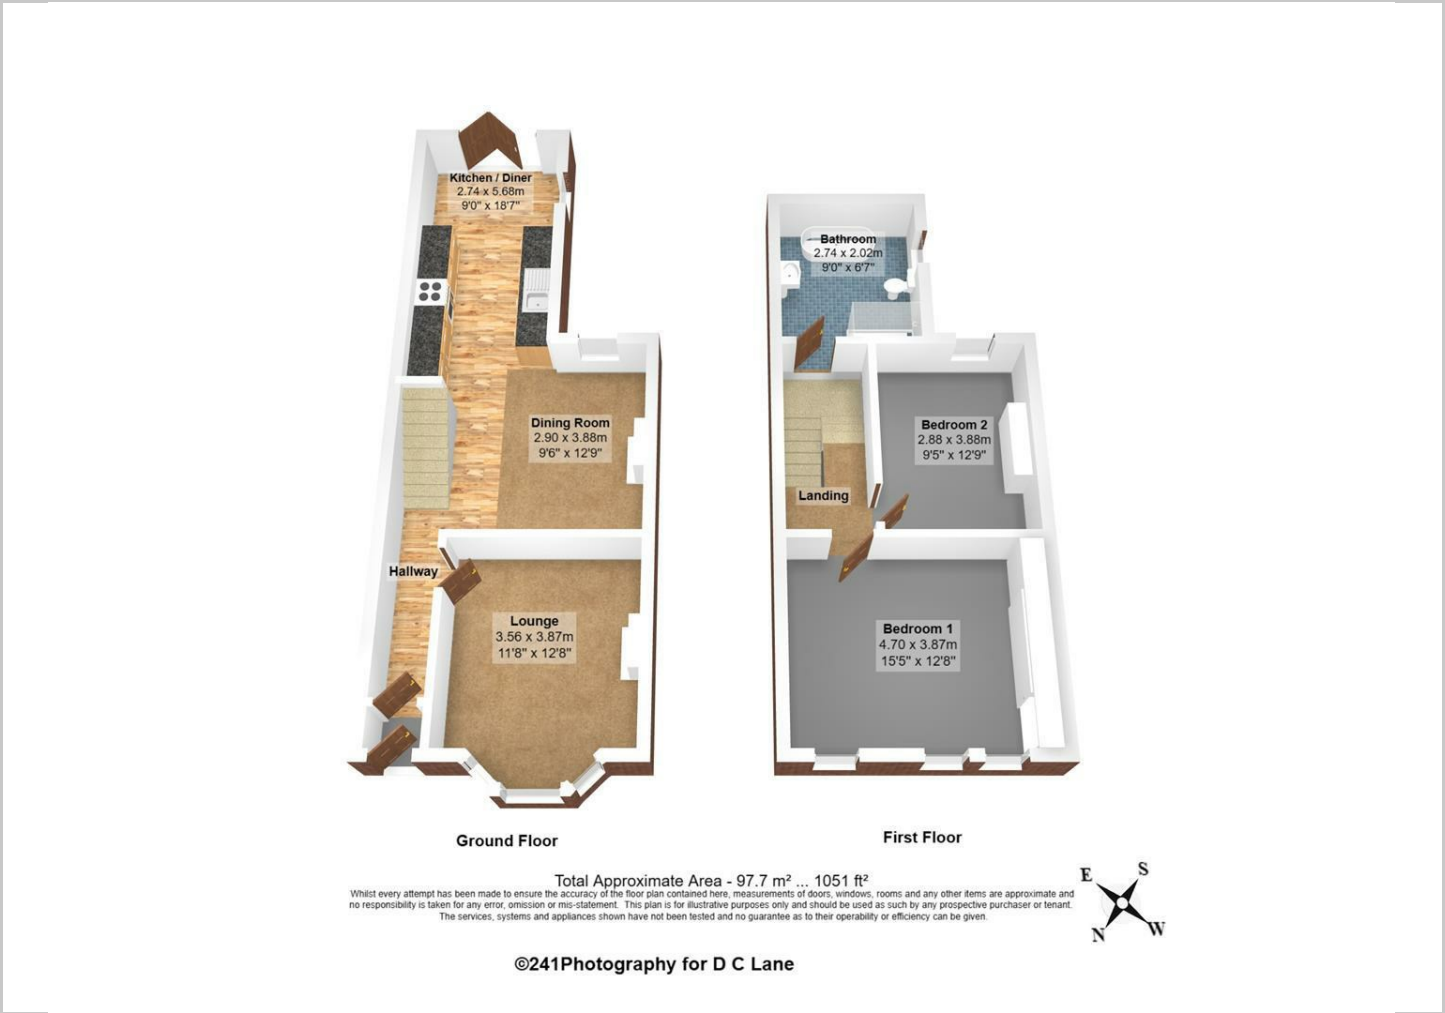 Kitchen / Diner
2.74 x 5.68m
9'0" x 18'7"
Dining Room
2.90 x 3.88m
9'6" x 12'9"
Hallway
Lounge
3.56 x 3.87m
11'8" x 12'8"
Ground Floor
Bathroom
2.74 x 2.02m
9'0" x 6'7"
Bedroom 2
2.88 x 3.88m
9'5" x 12'9"
Landing
Bedroom 1
4.70 x 3.87m
15'5" x 12'8"
First Floor
Total Approximate Area - 97.7 m² ... 1051 ft²
Whilst every attempt has been made to ensure the accuracy of the floor plan contained here, measurements of doors, windows, rooms and any other items are approximate and
no responsibility is taken for any error, omission or mis-statement. This plan is for illustrative purposes only and should be used as such by any prospective purchaser or tenant.
The services, systems and appliances shown have not been tested and no guarantee as to their operability or efficiency can be given.
E S
N W
©241Photography for D C Lane